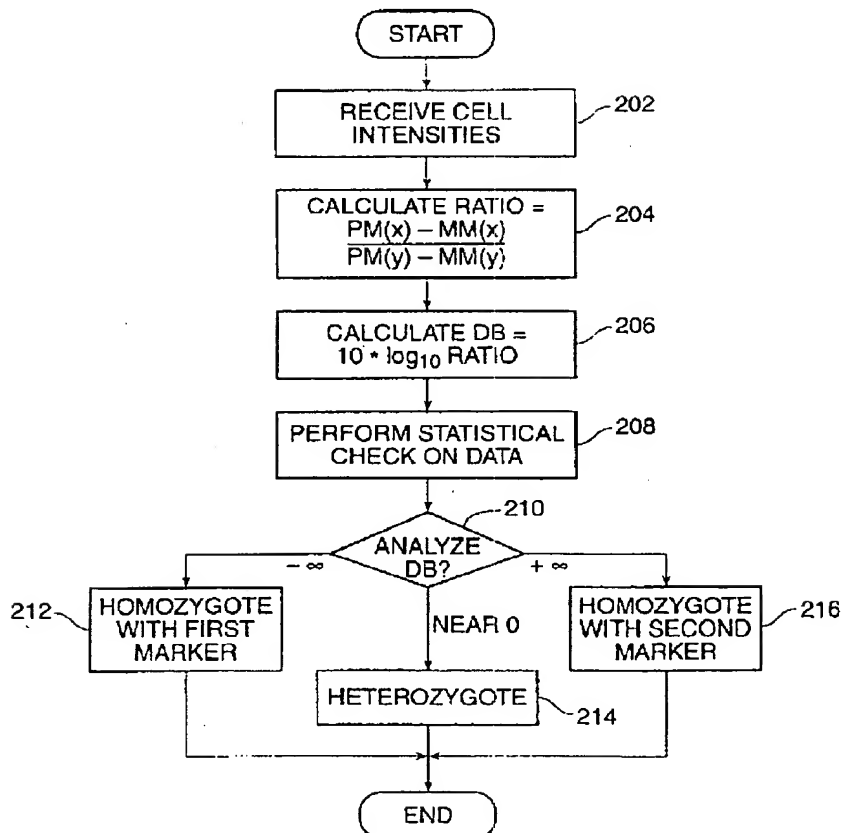 START
RECEIVE CELL
INTENSITIES
202
CALCULATE RATIO =
PM(x) – MM(x)
PM(y) – MM(y)
204
CALCULATE DB =
10 * log10 RATIO
206
PERFORM STATISTICAL
CHECK ON DATA
208
210
ANALYZE
DB?
– ∞
+ ∞
212
HOMOZYGOTE
WITH FIRST
MARKER
NEAR 0
HOMOZYGOTE
WITH SECOND
MARKER
216
HETEROZYGOTE
214
END